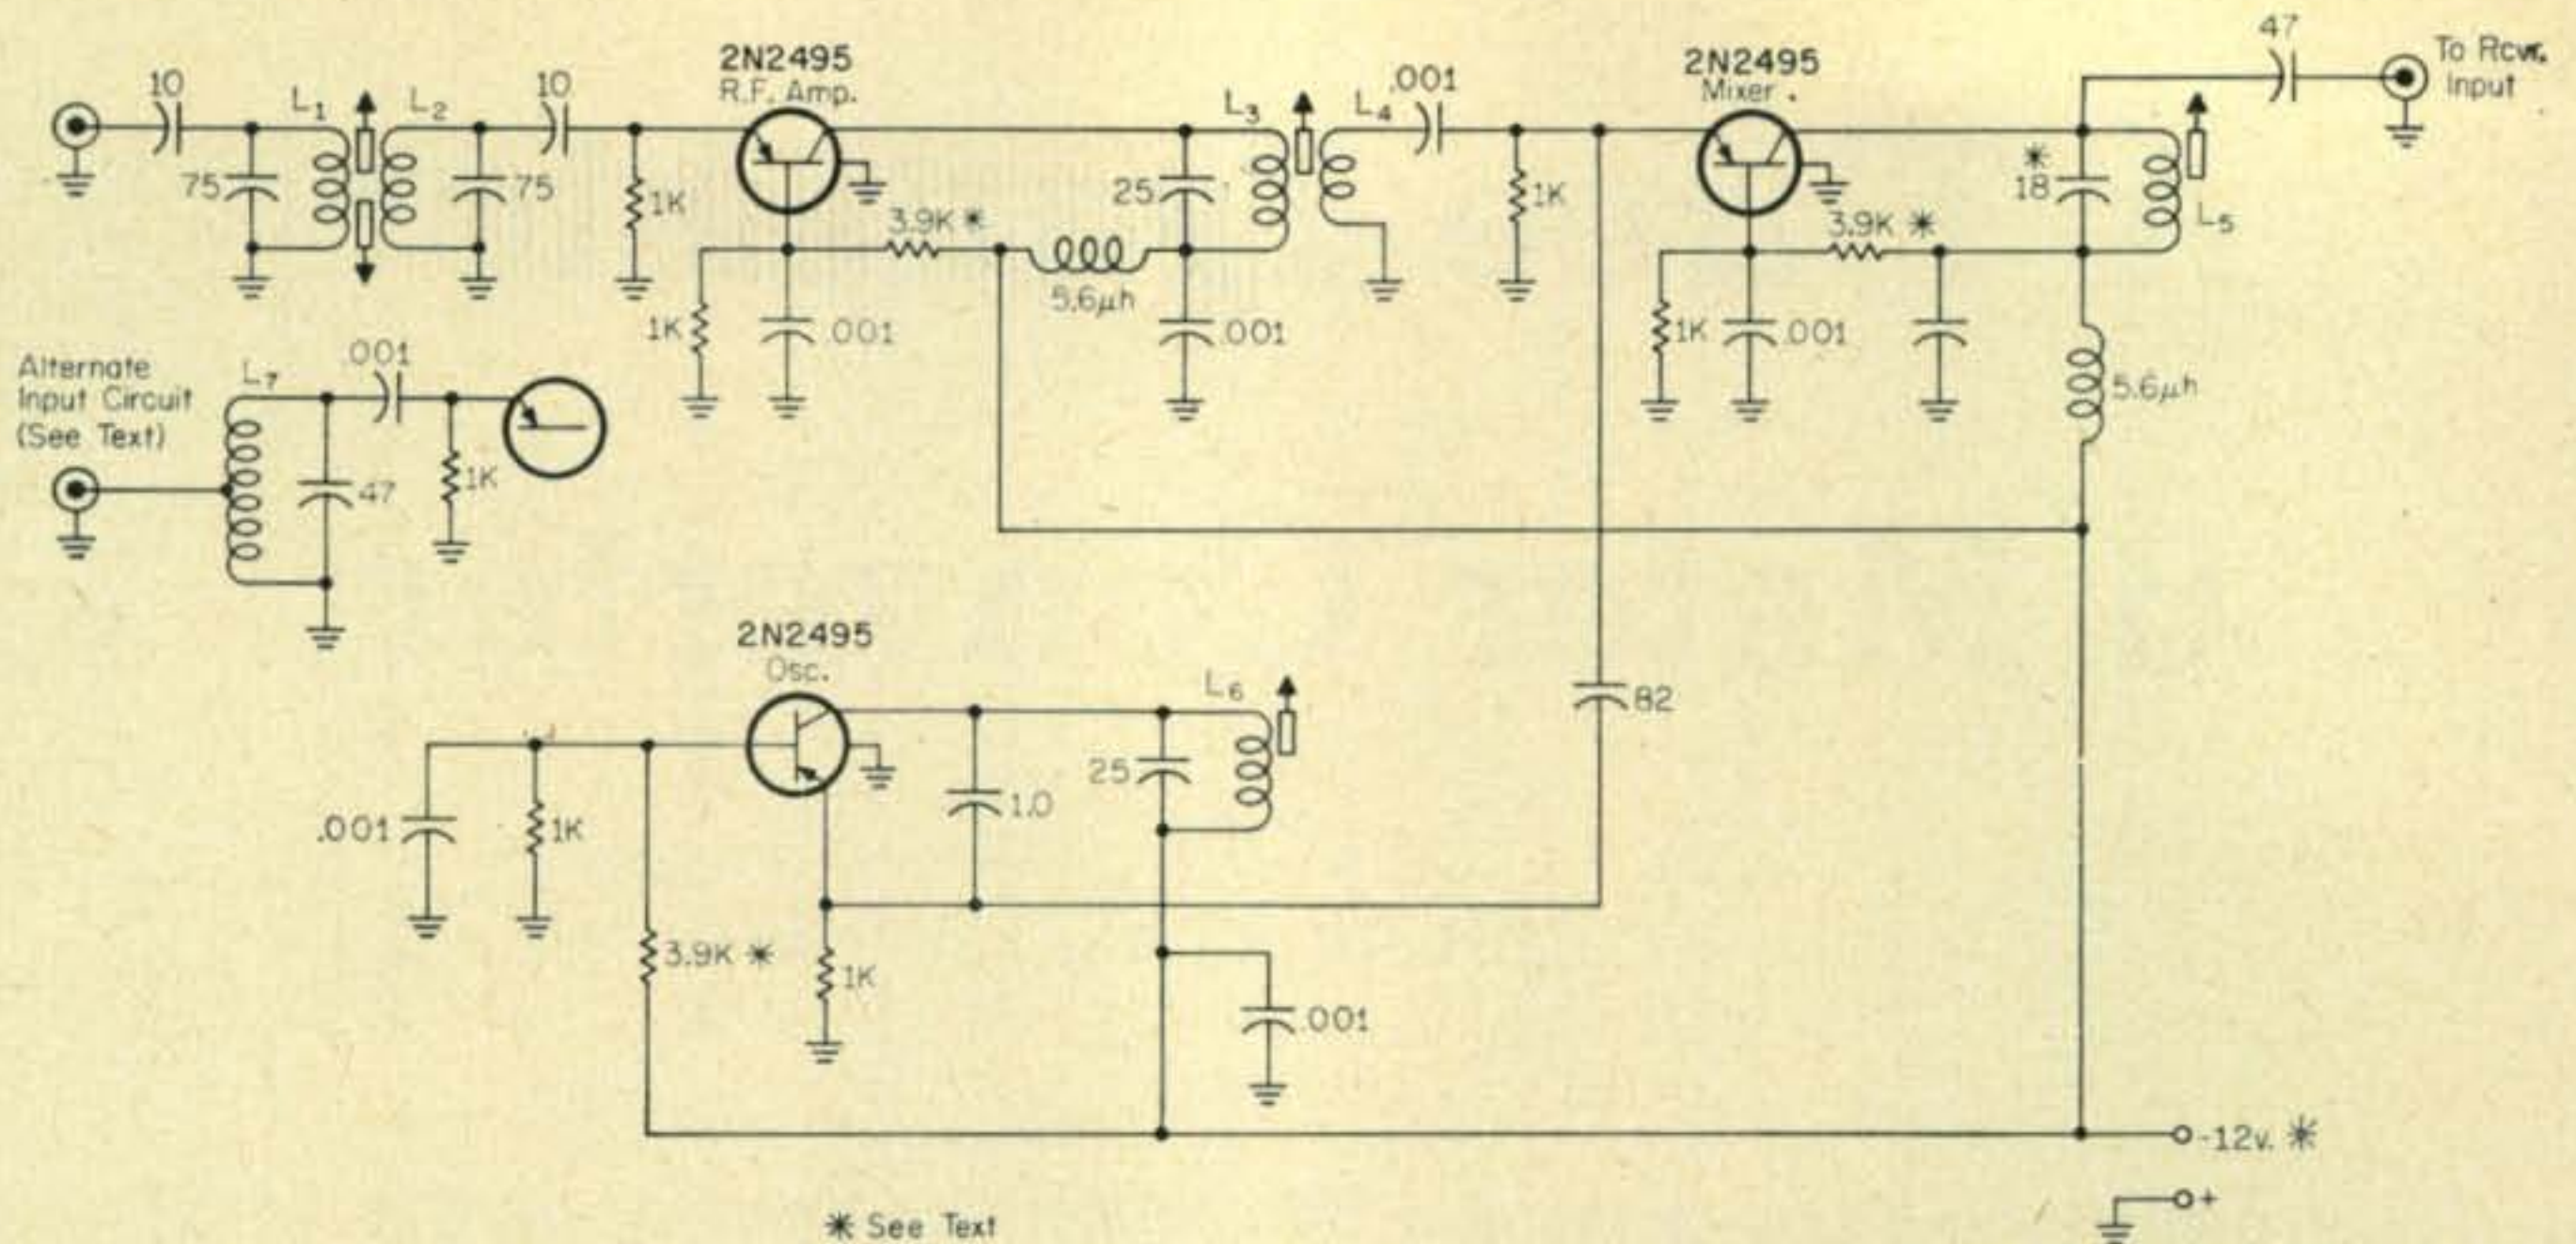 10
L1
L2
10
75
75
1K
2N2495
R.F. Amp.
3.9K *
1K
.001
5.6μh
25
.001
L3
L4
.001
1K
2N2495
Mixer.
3.9K *
1K
.001
*
18
L5
5.6μh
47
To Rcvr.
Input
Alternate
Input Circuit
(See Text)
L7
.001
47
1K
2N2495
Osc.
.001
1K
3.9K *
1K
1.0
25
L6
.001
82
-12v. *
+
* See Text